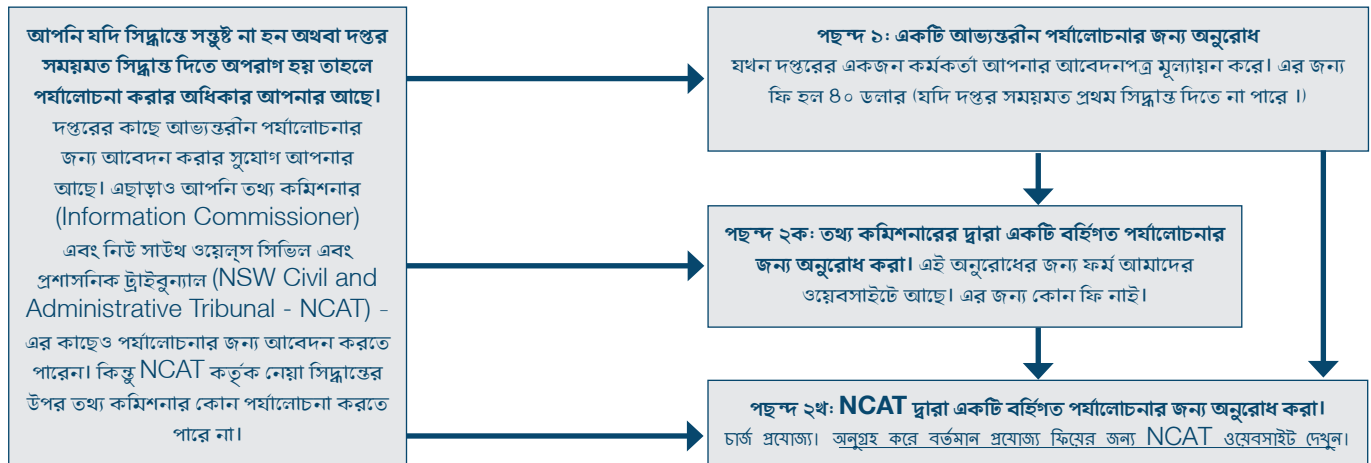 আপনি যদি সিদ্ধান্তে সন্তুষ্ট না হন অথবা দপ্তর
সময়মত সিদ্ধান্ত দিতে অপরাগ হয় তাহলে
পর্যালোচনা করার অধিকার আপনার আছে।
দপ্তরের কাছে আভ্যন্তরীন পর্যালোচনার
জন্য আবেদন করার সুযোগ আপনার
আছে। এছাড়াও আপনি তথ্য কমিশনার
(Information Commissioner)
এবং নিউ সাউথ ওয়েল্‌স সিভিল এবং
প্রশাসনিক ট্রাইবুন্যাল (NSW Civil and
Administrative Tribunal - NCAT) -
এর কাছেও পর্যালোচনার জন্য আবেদন করতে
পারেন। কিন্তু NCAT কর্তৃক নেয়া সিদ্ধান্তের
উপর তথ্য কমিশনার কোন পর্যালোচনা করতে
পারে না।
পছন্দ ১: একটি আভ্যন্তরীন পর্যালোচনার জন্য অনুরোধ
যখন দপ্তরের একজন কর্মকর্তা আপনার আবেদনপত্র মূল্যায়ন করে। এর জন্য
ফি হল ৪০ ডলার (যদি দপ্তর সময়মত প্রথম সিদ্ধান্ত দিতে না পারে ।)
পছন্দ ২ক: তথ্য কমিশনারের দ্বারা একটি বর্হিগত পর্যালোচনার
জন্য অনুরোধ করা। এই অনুরোধের জন্য ফর্ম আমাদের
ওয়েবসাইটে আছে। এর জন্য কোন ফি নাই।
পছন্দ ২খ: NCAT দ্বারা একটি বর্হিগত পর্যালোচনার জন্য অনুরোধ করা।
চার্জ প্রযোজ্য। অনুগ্রহ করে বর্তমান প্রযোজ্য ফিয়ের জন্য NCAT ওয়েবসাইট দেখুন।